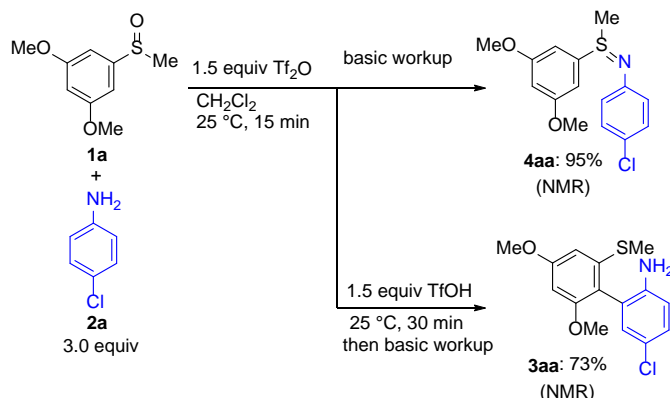 O
MeO
S
Me
OMe
1a
+
NH2
Cl
2a
3.0 equiv
1.5 equiv Tf2O
CH2Cl2
25 °C, 15 min
basic workup
Me
MeO
S
N
OMe
Cl
4aa: 95%
(NMR)
1.5 equiv TfOH
25 °C, 30 min
then basic workup
MeO
SMe
NH2
OMe
Cl
3aa: 73%
(NMR)